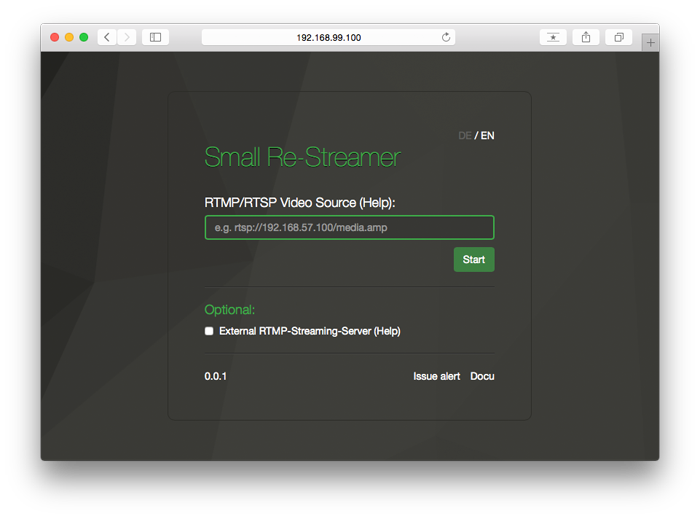 192.168.99.100
DE / EN
Small Re-Streamer
RTMP/RTSP Video Source (Help):
e.g. rtsp://192.168.57.100/media.amp
Start
Optional:
External RTMP-Streaming-Server (Help)
0.0.1 Issue alert Docu